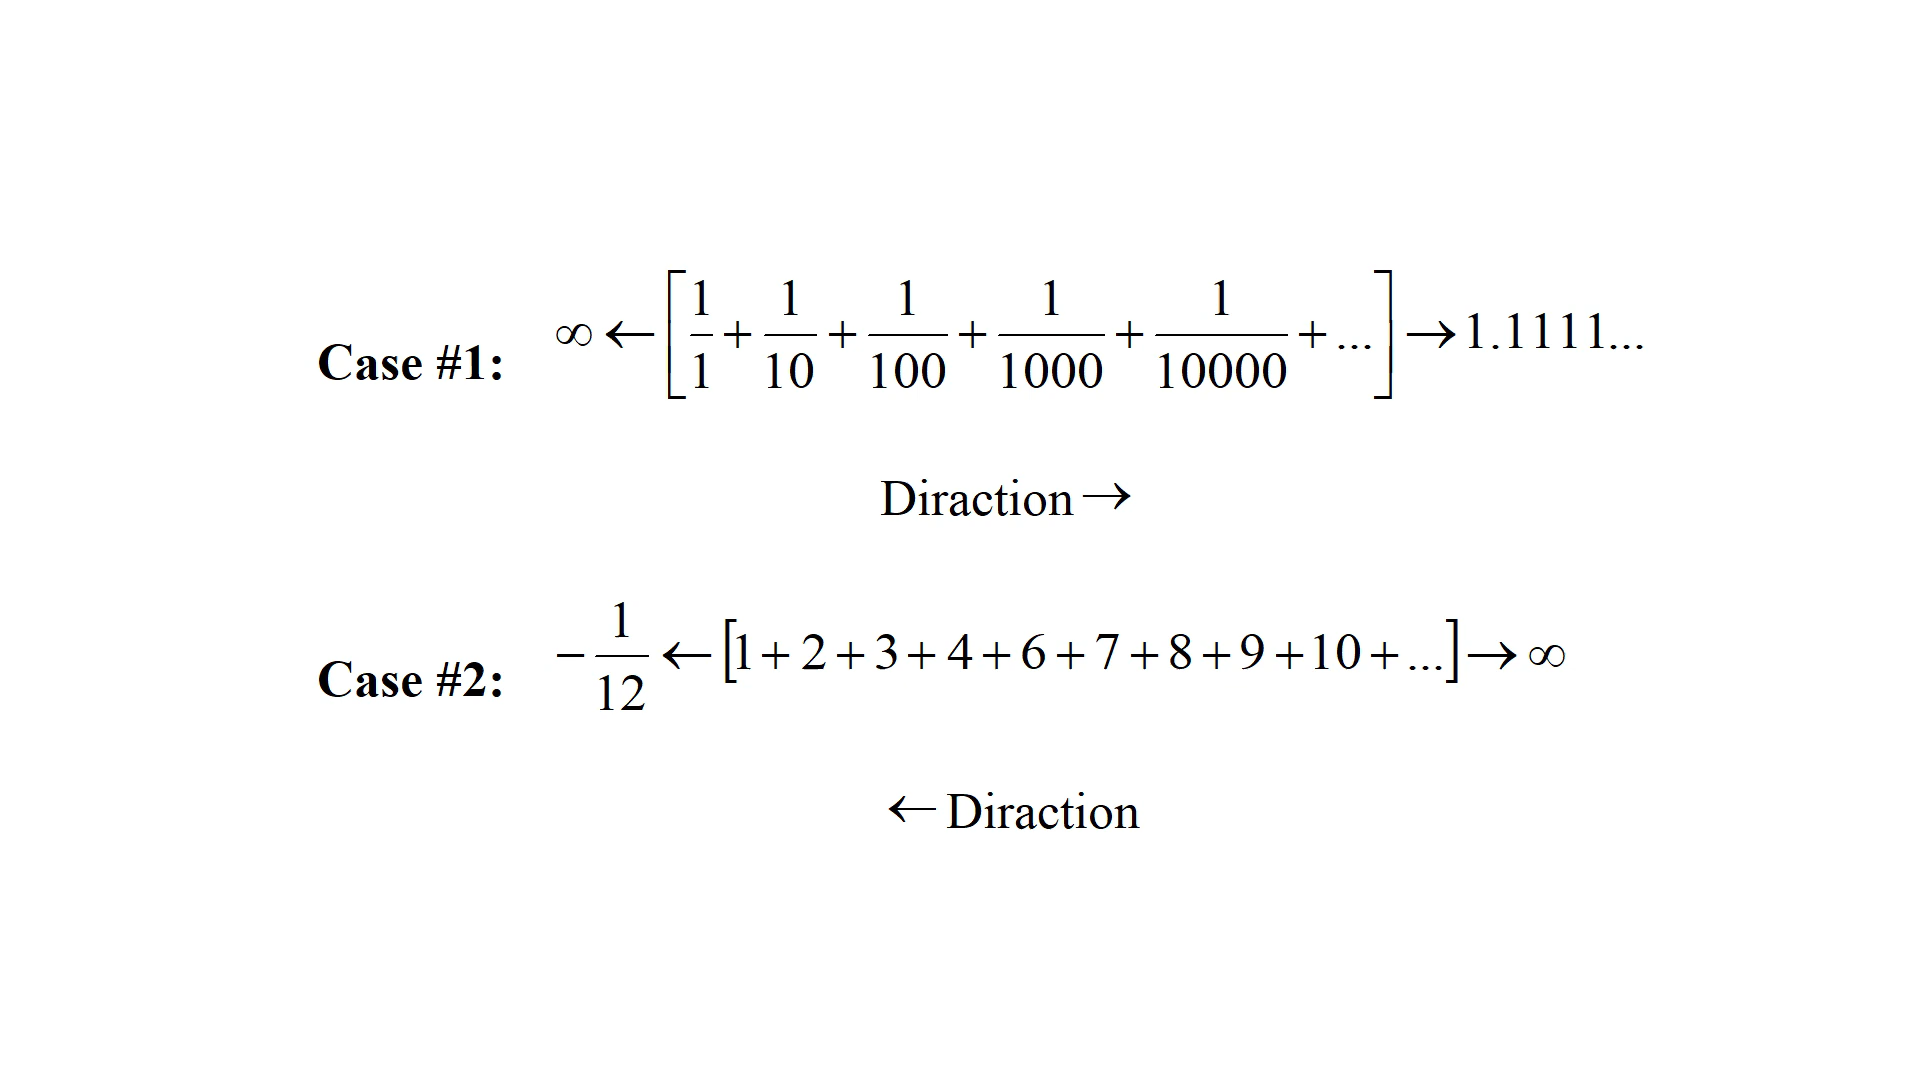 Case #1: ∞ ← [1/1 + 1/10 + 1/100 + 1/1000 + 1/10000 + ...] → 1.1111...
Diraction →
Case #2: − 1/12 ← [1 + 2 + 3 + 4 + 6 + 7 + 8 + 9 + 10 + ...] → ∞
← Diraction